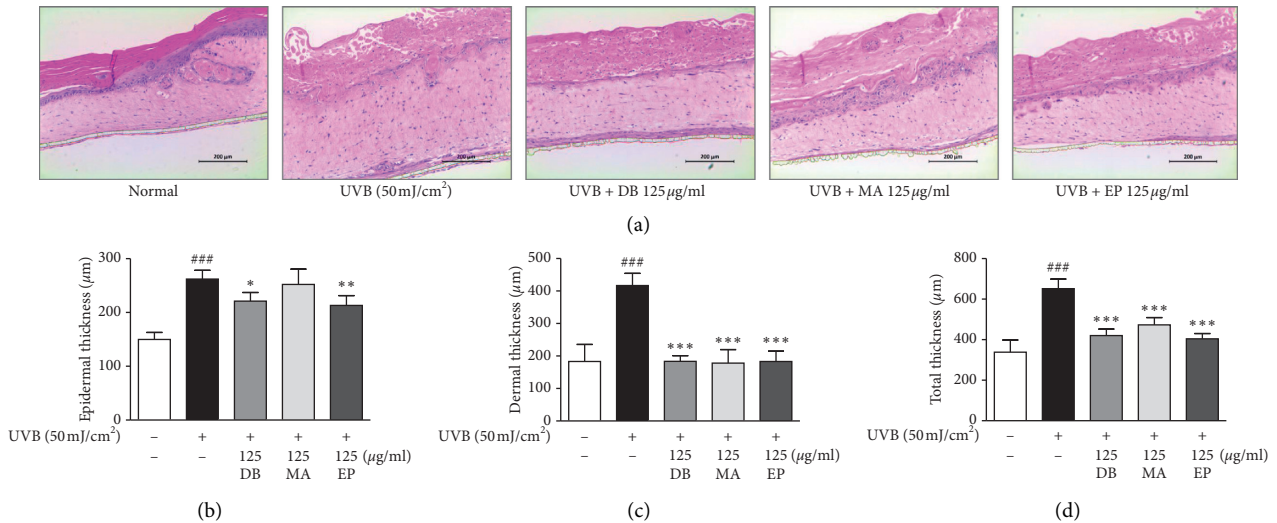 200 μm
200 μm
200 μm
200 μm
200 μm
Normal
UVB (50 mJ/cm²)
UVB + DB 125 μg/ml
UVB + MA 125 μg/ml
UVB + EP 125 μg/ml
(a)
Epidermal thickness (μm)
300
200
100
0
###
*
**
UVB (50 mJ/cm²) – + + + +
– – 125 125 125 (μg/ml)
DB MA EP
(b)
Dermal thickness (μm)
500
400
300
200
100
0
###
***
***
***
UVB (50 mJ/cm²) – + + + +
– – 125 125 125 (μg/ml)
DB MA EP
(c)
Total thickness (μm)
800
600
400
200
0
###
***
***
***
UVB (50 mJ/cm²) – + + + +
– – 125 125 125 (μg/ml)
DB MA EP
(d)